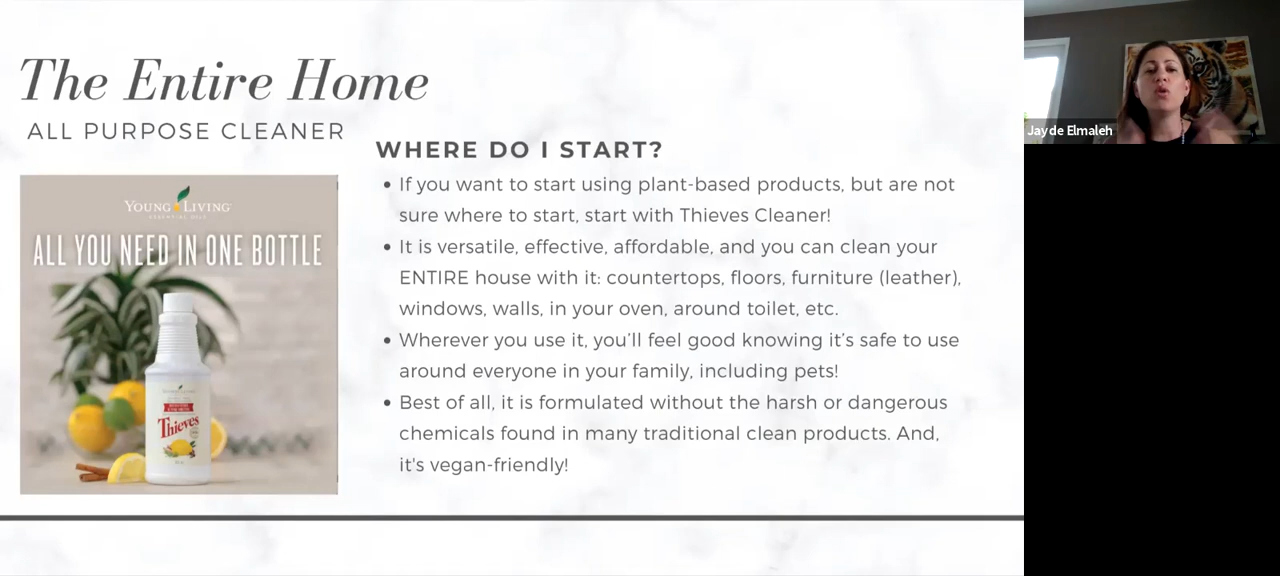 The Entire Home
ALL PURPOSE CLEANER
YOUNG LIVING
ESSENTIAL OILS
ALL YOU NEED IN ONE BOTTLE
Thieves
WHERE DO I START?
• If you want to start using plant-based products, but are not
sure where to start, start with Thieves Cleaner!
• It is versatile, effective, affordable, and you can clean your
ENTIRE house with it: countertops, floors, furniture (leather),
windows, walls, in your oven, around toilet, etc.
• Wherever you use it, you’ll feel good knowing it’s safe to use
around everyone in your family, including pets!
• Best of all, it is formulated without the harsh or dangerous
chemicals found in many traditional clean products. And,
it's vegan-friendly!
Jayde Elmaleh